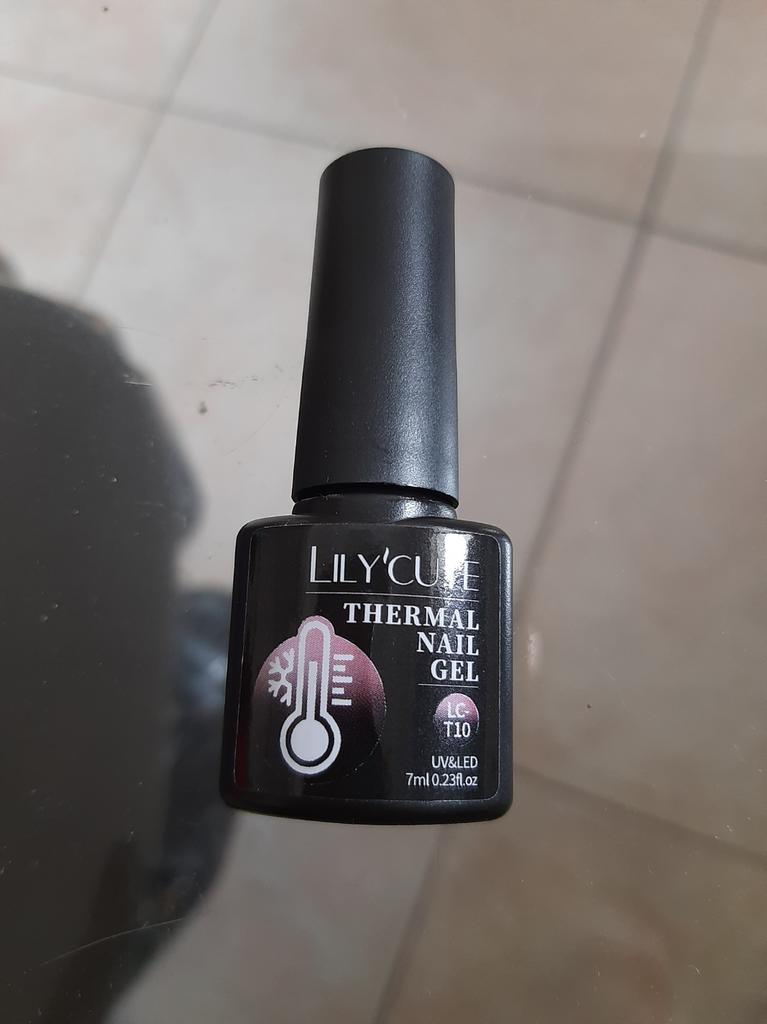 LILY'CUTE
THERMAL
NAIL
GEL
LC-
T10
UV&LED
7ml 0.23fl.oz